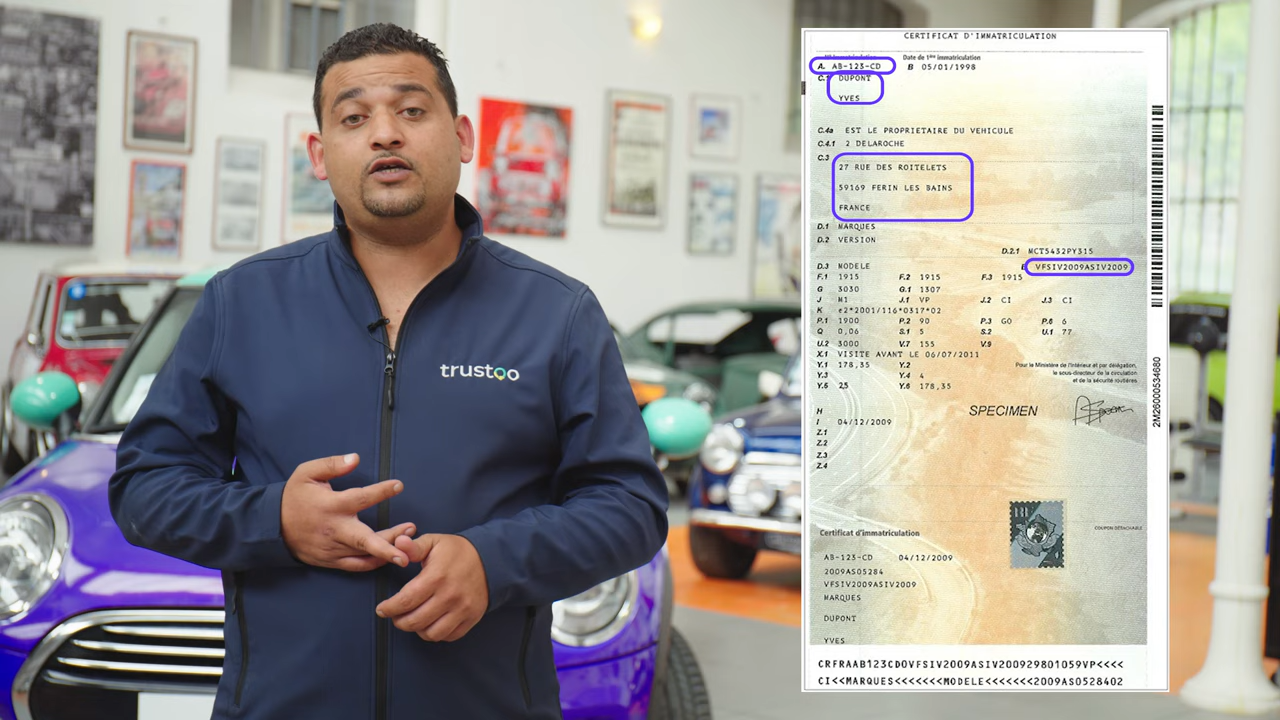 trustoo
CERTIFICAT D'IMMATRICULATION
Date de 1ère immatriculation
A. AB-123-CD B 05/01/1998
C.1 DUPONT
YVES
C.4a EST LE PROPRIETAIRE DU VEHICULE
C.4.1 2 DELAROCHE
C.3
27 RUE DES ROITELETS
59169 FERIN LES BAINS
FRANCE
D.1 MARQUES
D.2 VERSION
D.2.1 MCT5432PY315
D.3 MODELE VFSIV2009ASIV2009
F.1 1915 F.2 1915 F.3 1915
G 3030 G.1 1307
J M1 J.1 VP J.2 CI J.3 CI
K e2*2001/116*0317*02
P.1 1900 P.2 90 P.3 GO P.6 6
Q 0,06 S.1 5 S.2 U.1 77
U.2 3000 V.7 155 V.9
X.1 VISITE AVANT LE 06/07/2011
Y.1 178,35 Y.2
Y.3 Y.4 4
Y.5 2,5 Y.6 178,35
Pour le Ministère de l'Intérieur et par délégation,
le sous-directeur de la circulation
et de la sécurité routières
SPECIMEN
H
I 04/12/2009
Z.1
Z.2
Z.3
Z.4
2M26000534680
COUPON DÉTACHABLE
Certificat d'immatriculation
AB-123-CD 04/12/2009
2009AS05284
VFSIV2009ASIV2009
MARQUES
DUPONT
YVES
CRFRAAB123CDOVFSIV2009ASIV200929801059VP<<<<
CI<<MARQUES<<<<<<<MODELE<<<<<<<2009AS0528402